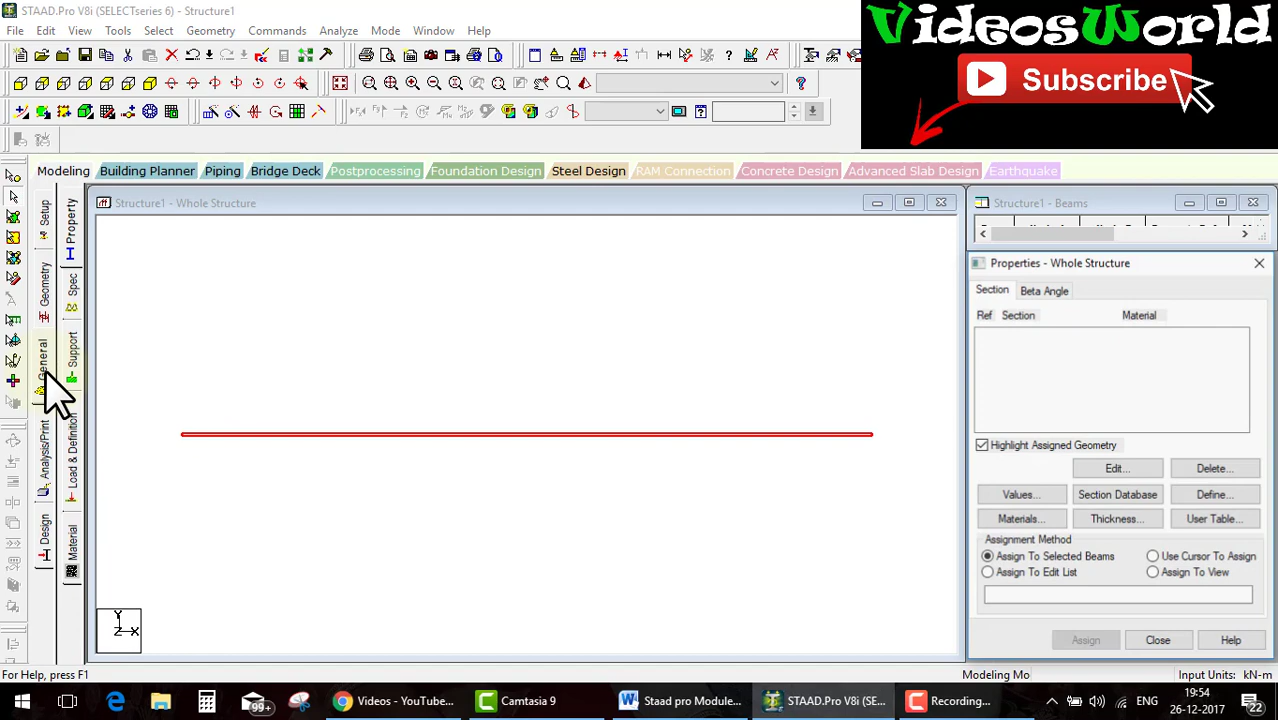 STAAD.Pro V8i (SELECTseries 6) - Structure1
VideosWorld
Subscribe
File Edit View Tools Select Geometry Commands Analyze Mode Window Help
Modeling Building Planner Piping Bridge Deck Postprocessing Foundation Design Steel Design RAM Connection Concrete Design Advanced Slab Design Earthquake
Setup
Geometry
General
Analysis/Print
Design
Property
Spec
Support
Load & Definition
Material
Structure1 - Whole Structure
Y
Z X
Structure1 - Beams
Properties - Whole Structure
Section Beta Angle
Ref Section Material
Highlight Assigned Geometry
Edit... Delete...
Values... Section Database Define...
Materials... Thickness... User Table...
Assignment Method
Assign To Selected Beams Use Cursor To Assign
Assign To Edit List Assign To View
Assign Close Help
For Help, press F1
Modeling Mo Input Units: kN-m
99+ Videos - YouTube... Camtasia 9 Staad pro Module... STAAD.Pro V8i (SE... Recording... ENG 19:54
26-12-2017 22